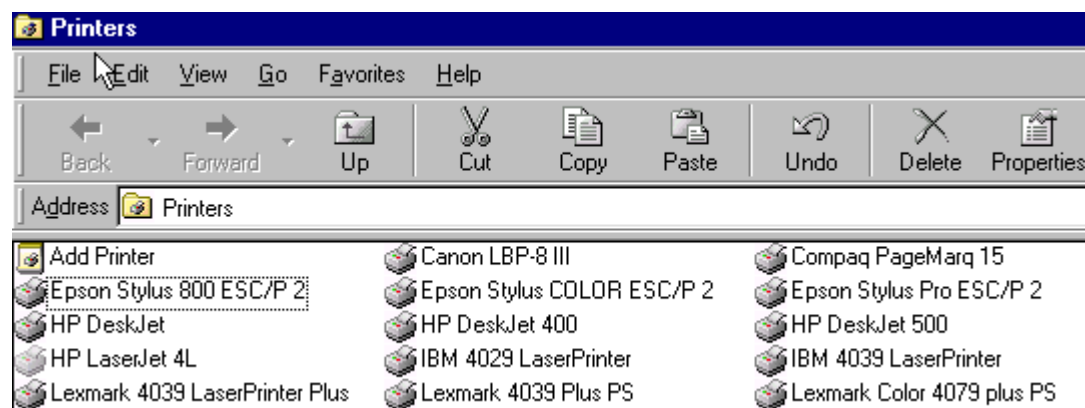 Printers
File Edit View Go Favorites Help
Back Forward Up Cut Copy Paste Undo Delete Properties
Address Printers
Add Printer Canon LBP-8 III Compaq PageMarq 15
Epson Stylus 800 ESC/P 2 Epson Stylus COLOR ESC/P 2 Epson Stylus Pro ESC/P 2
HP DeskJet HP DeskJet 400 HP DeskJet 500
HP LaserJet 4L IBM 4029 LaserPrinter IBM 4039 LaserPrinter
Lexmark 4039 LaserPrinter Plus Lexmark 4039 Plus PS Lexmark Color 4079 plus PS